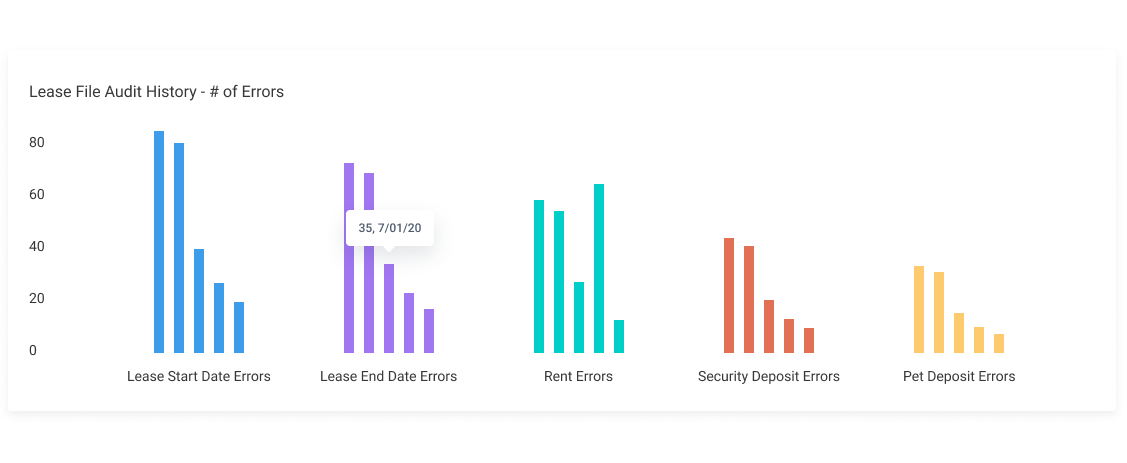 Lease File Audit History - # of Errors
80
60
35, 7/01/20
40
20
0
Lease Start Date Errors
Lease End Date Errors
Rent Errors
Security Deposit Errors
Pet Deposit Errors